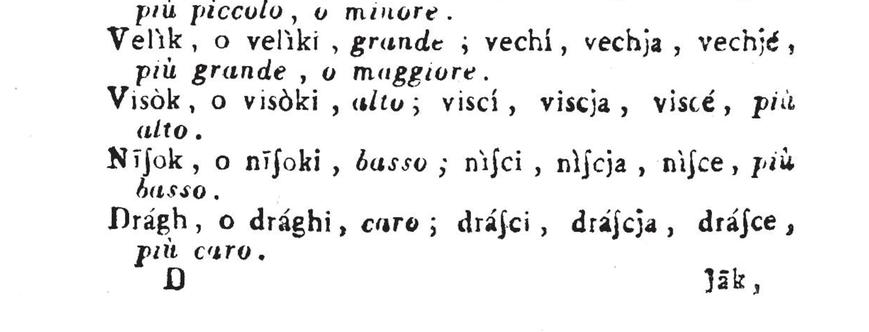 più piccolo, o minore.
Velìk, o velìki, grande; vechí, vechja, vechjé,
più grande, o maggiore.
Visòk, o visòki, alto; viscí, viscja, viscé, più
alto.
Nīſok, o nīſoki, basso; nìſci, nìſcja, nìſce, più
basso.
Drágh, o drághi, caro; dráſci, dráſcja, dráſce,
più caro.
D Jāk,